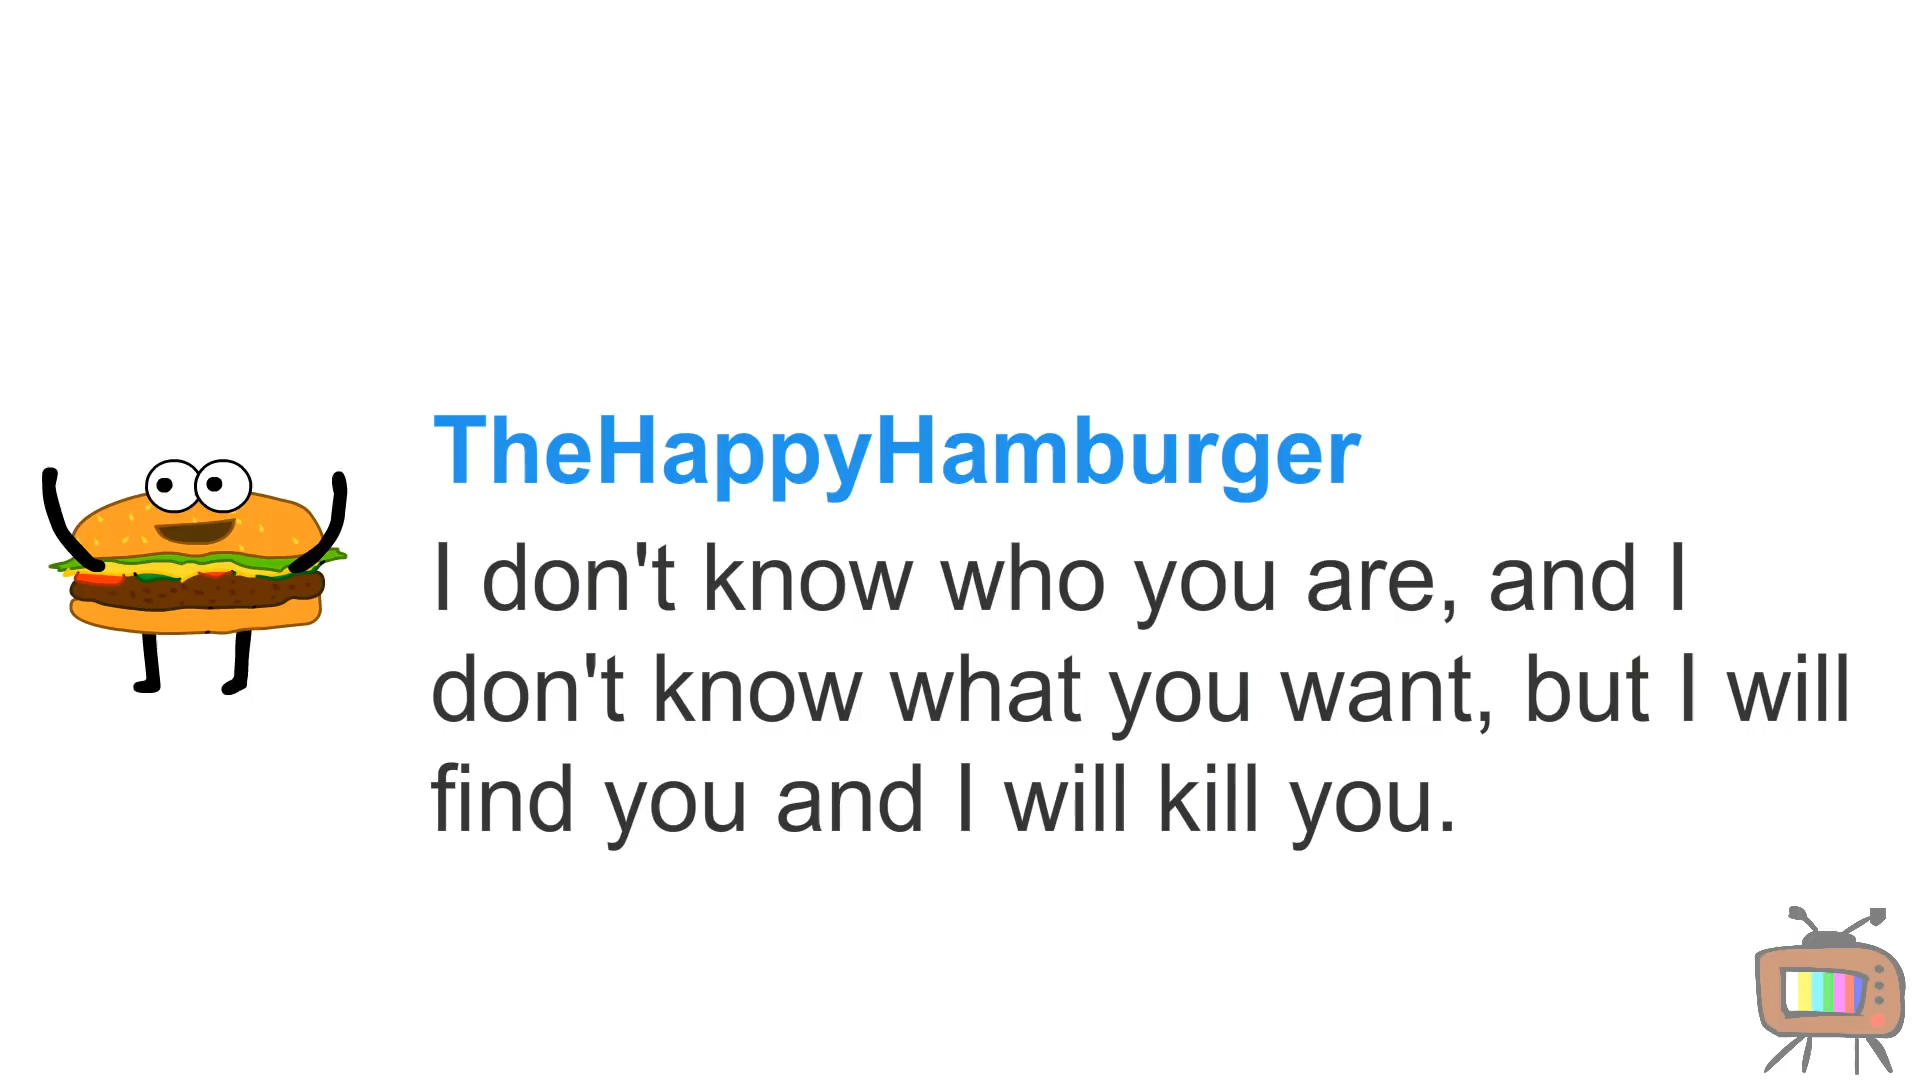 TheHappyHamburger
I don't know who you are, and I
don't know what you want, but I will
find you and I will kill you.